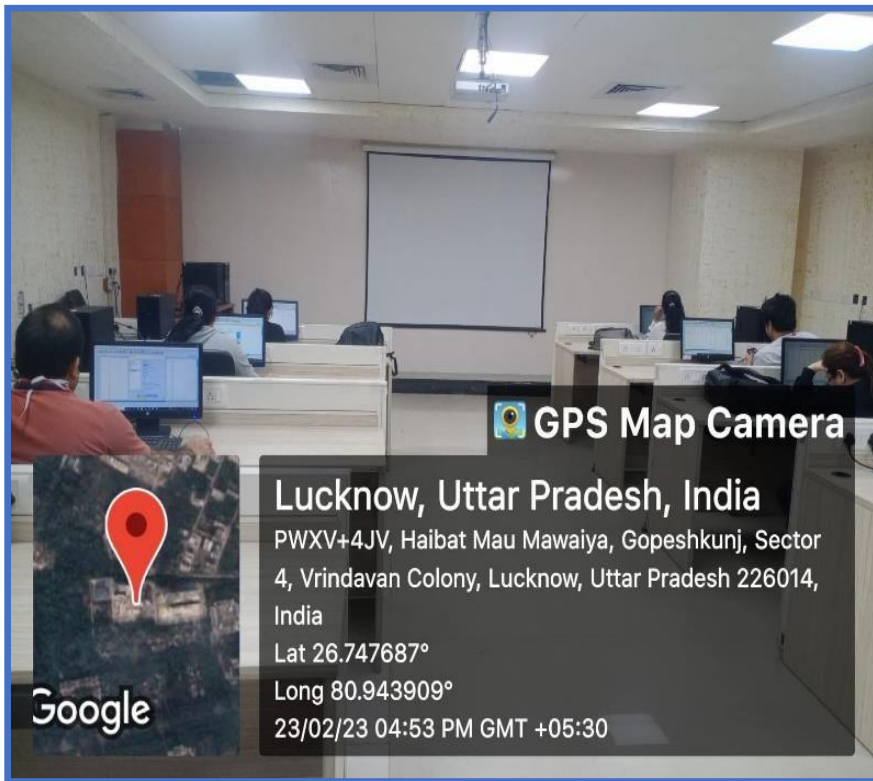 GPS Map Camera
Lucknow, Uttar Pradesh, India
PWXV+4JV, Haibat Mau Mawaiya, Gopeshkunj, Sector
4, Vrindavan Colony, Lucknow, Uttar Pradesh 226014,
India
Lat 26.747687°
Long 80.943909°
23/02/23 04:53 PM GMT +05:30
Google